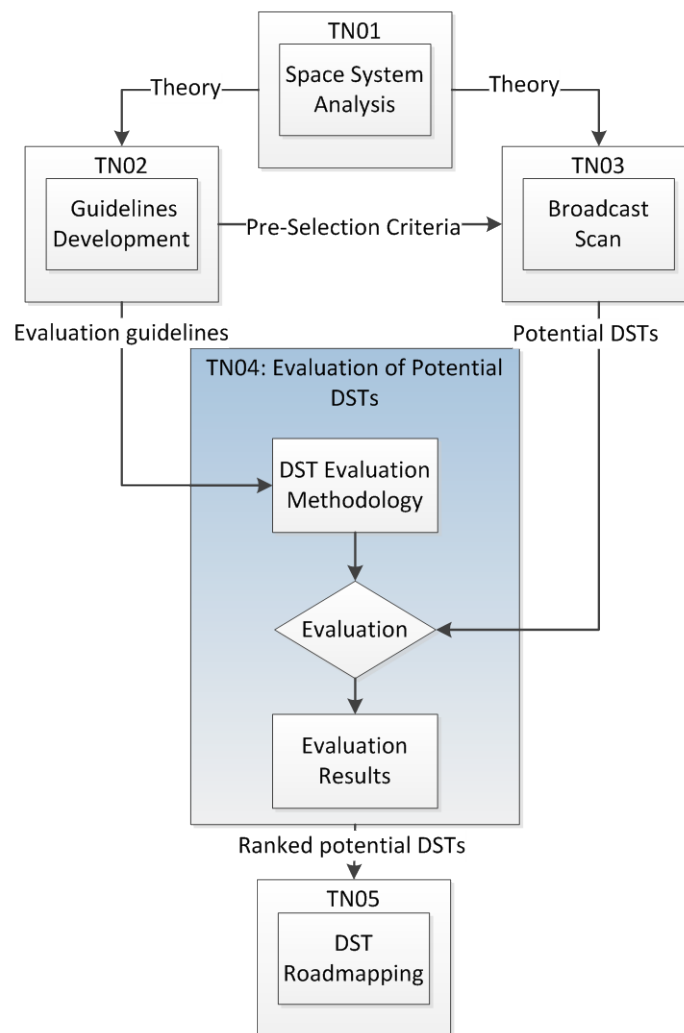 TN01
Space System
Analysis
Theory
Theory
TN02
Guidelines
Development
Pre-Selection Criteria
TN03
Broadcast
Scan
Evaluation guidelines
Potential DSTs
TN04: Evaluation of Potential
DSTs
DST Evaluation
Methodology
Evaluation
Evaluation
Results
Ranked potential DSTs
TN05
DST
Roadmapping